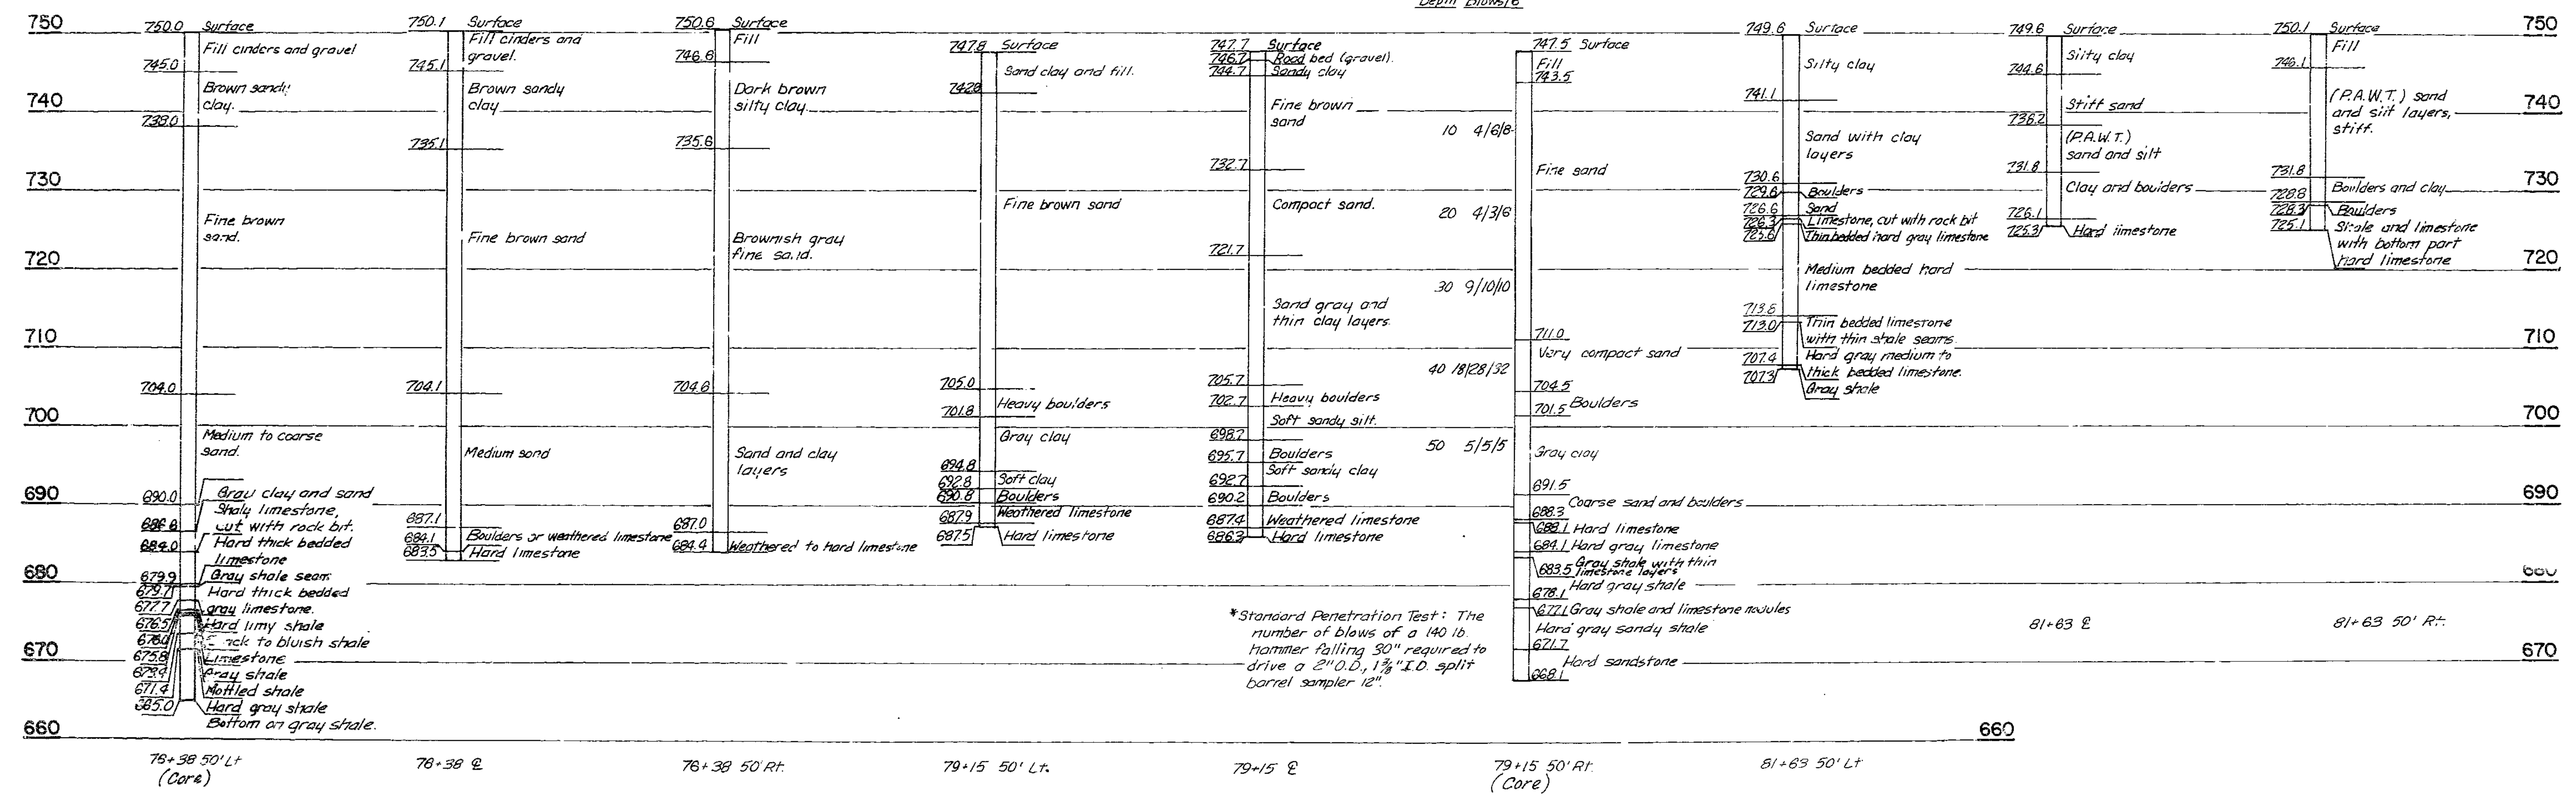 Depth Blows/6"
750
750
740
740
730
730
720
720
710
710
700
700
690
690
680
670
670
660
660
750.0 Surface
Fill cinders and gravel
745.0
Brown sandy
clay.
738.0
Fine brown
sand.
704.0
Medium to coarse
sand.
690.0 Gray clay and sand
Shaly limestone,
cut with rock bit.
686.8
684.0 Hard thick bedded
limestone
679.9 Gray shale seam
679.7 Hard thick bedded
677.7 gray limestone.
676.5 Hard limy shale
676.0 to bluish shale
675.8 Limestone
Gray shale
671.4 Mottled shale
665.0 Hard gray shale
Bottom on gray shale.
76+38 50' Lt
(Core)
750.1 Surface
Fill cinders and
gravel.
745.1
Brown sandy
clay
735.1
Fine brown sand
704.1
Medium sand
687.1
684.1 Boulders or weathered limestone
683.5 Hard limestone
76+38 ℄
750.6 Surface
Fill
746.6
Dark brown
silty clay.
735.6
Brownish gray
fine sand.
704.6
Sand and clay
layers
687.0
684.4 Weathered to hard limestone
76+38 50' Rt.
747.8 Surface
Sand clay and fill.
742.8
Fine brown sand
705.0
701.8 Heavy boulders
Gray clay
694.8
692.8 Soft clay
690.8 Boulders
687.9 Weathered limestone
687.5 Hard limestone
79+15 50' Lt.
747.7 Surface
746.7 Road bed (gravel).
744.7 Sandy clay
Fine brown
sand
732.7
Compact sand.
721.7
Sand gray and
thin clay layers.
705.7
702.7 Heavy boulders
Soft sandy silt.
698.7
695.7 Boulders
Soft sandy clay
692.7
690.2 Boulders
687.4 Weathered limestone
686.3 Hard limestone
*Standard Penetration Test: The
number of blows of a 140 lb.
hammer falling 30" required to
drive a 2" O.D., 1 3/8" I.D. split
barrel sampler 12".
79+15 ℄
747.5 Surface
Fill
743.5
10 4/6/8
Fine sand
20 4/3/6
30 9/10/10
711.0
Very compact sand
40 18/28/32
704.5
701.5 Boulders
50 5/5/5
Gray clay
691.5
Coarse sand and boulders
688.3
688.1 Hard limestone
684.1 Hard gray limestone
Gray shale with thin
683.5 limestone layers
Hard gray shale
678.1
677.1 Gray shale and limestone nodules
Hard gray sandy shale
671.7
Hard sandstone
668.1
79+15 50' Rt.
(Core)
749.6 Surface
Silty clay
741.1
Sand with clay
layers
730.6
729.6 Boulders
726.6 Sand
726.3 Limestone, cut with rock bit
725.6 Thin bedded hard gray limestone
Medium bedded hard
limestone
713.8
713.0 Thin bedded limestone
with thin shale seams.
707.4 Hard gray medium to
thick bedded limestone.
707.3 Gray shale
81+63 50' Lt
749.6 Surface
Silty clay
744.6
Stiff sand
736.2
(P.A.W.T.)
sand and silt
731.8
Clay and boulders
726.1
725.3 Hard limestone
81+63 ℄
750.1 Surface
Fill
746.1
(P.A.W.T.) sand
and silt layers,
stiff.
731.8
Boulders and clay
728.8
728.3 Boulders
725.1 Shale and limestone
with bottom part
hard limestone
81+63 50' Rt.